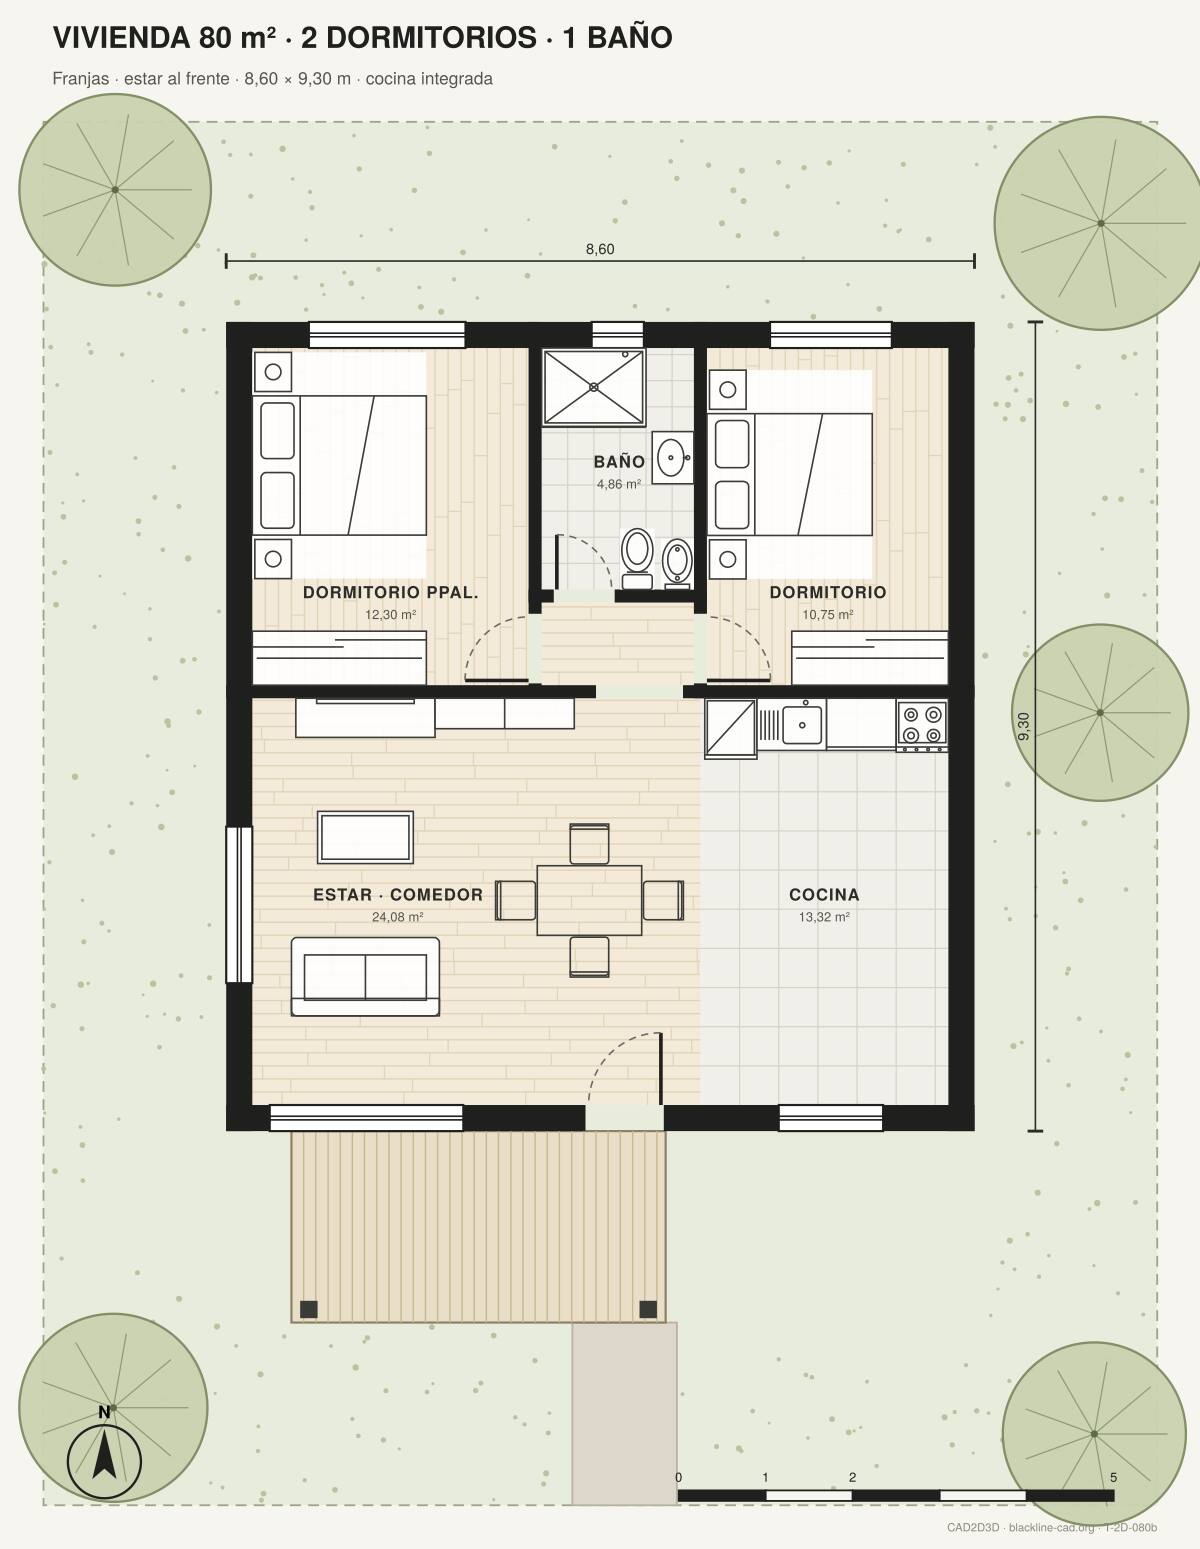 VIVIENDA 80 m² · 2 DORMITORIOS · 1 BAÑO
Franjas · estar al frente · 8,60 × 9,30 m · cocina integrada
8,60
BAÑO
4,86 m²
DORMITORIO PPAL.
12,30 m²
DORMITORIO
10,75 m²
9,30
ESTAR · COMEDOR
24,08 m²
COCINA
13,32 m²
N
0 1 2 5
CAD2D3D · blackline-cad.org · T-2D-080b